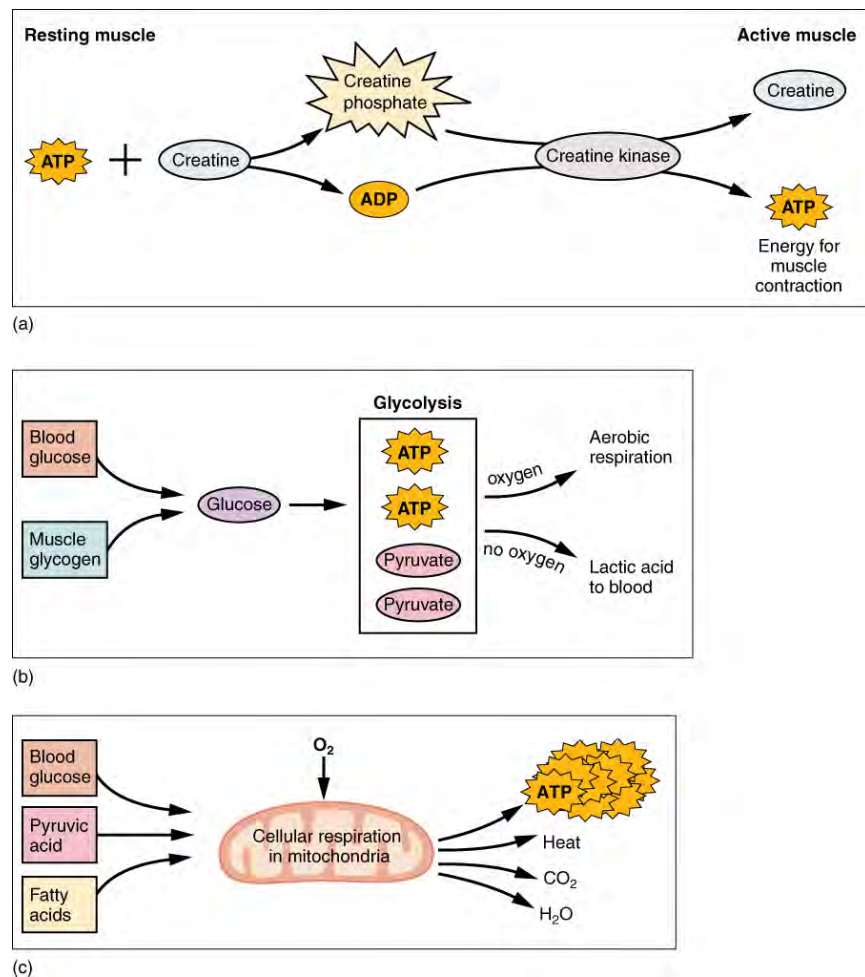 Resting muscle
Active muscle
Creatine
phosphate
Creatine
ATP
+
Creatine
Creatine kinase
ADP
ATP
Energy for
muscle
contraction
(a)
Glycolysis
Blood
glucose
ATP
oxygen
Aerobic
respiration
Glucose
ATP
Muscle
glycogen
Pyruvate
no oxygen
Lactic acid
to blood
Pyruvate
(b)
Blood
glucose
O₂
ATP
Pyruvic
acid
Cellular respiration
in mitochondria
Heat
CO₂
Fatty
acids
H₂O
(c)